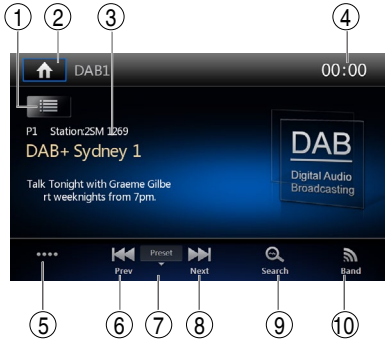 ① ② ③ ④
DAB1 00:00
P1 Station:2SM 1269
DAB+ Sydney 1
Talk Tonight with Graeme Gilbe
rt weeknights from 7pm.
DAB
Digital Audio
Broadcasting
Preset
Prev Next Search Band
⑤ ⑥ ⑦ ⑧ ⑨ ⑩